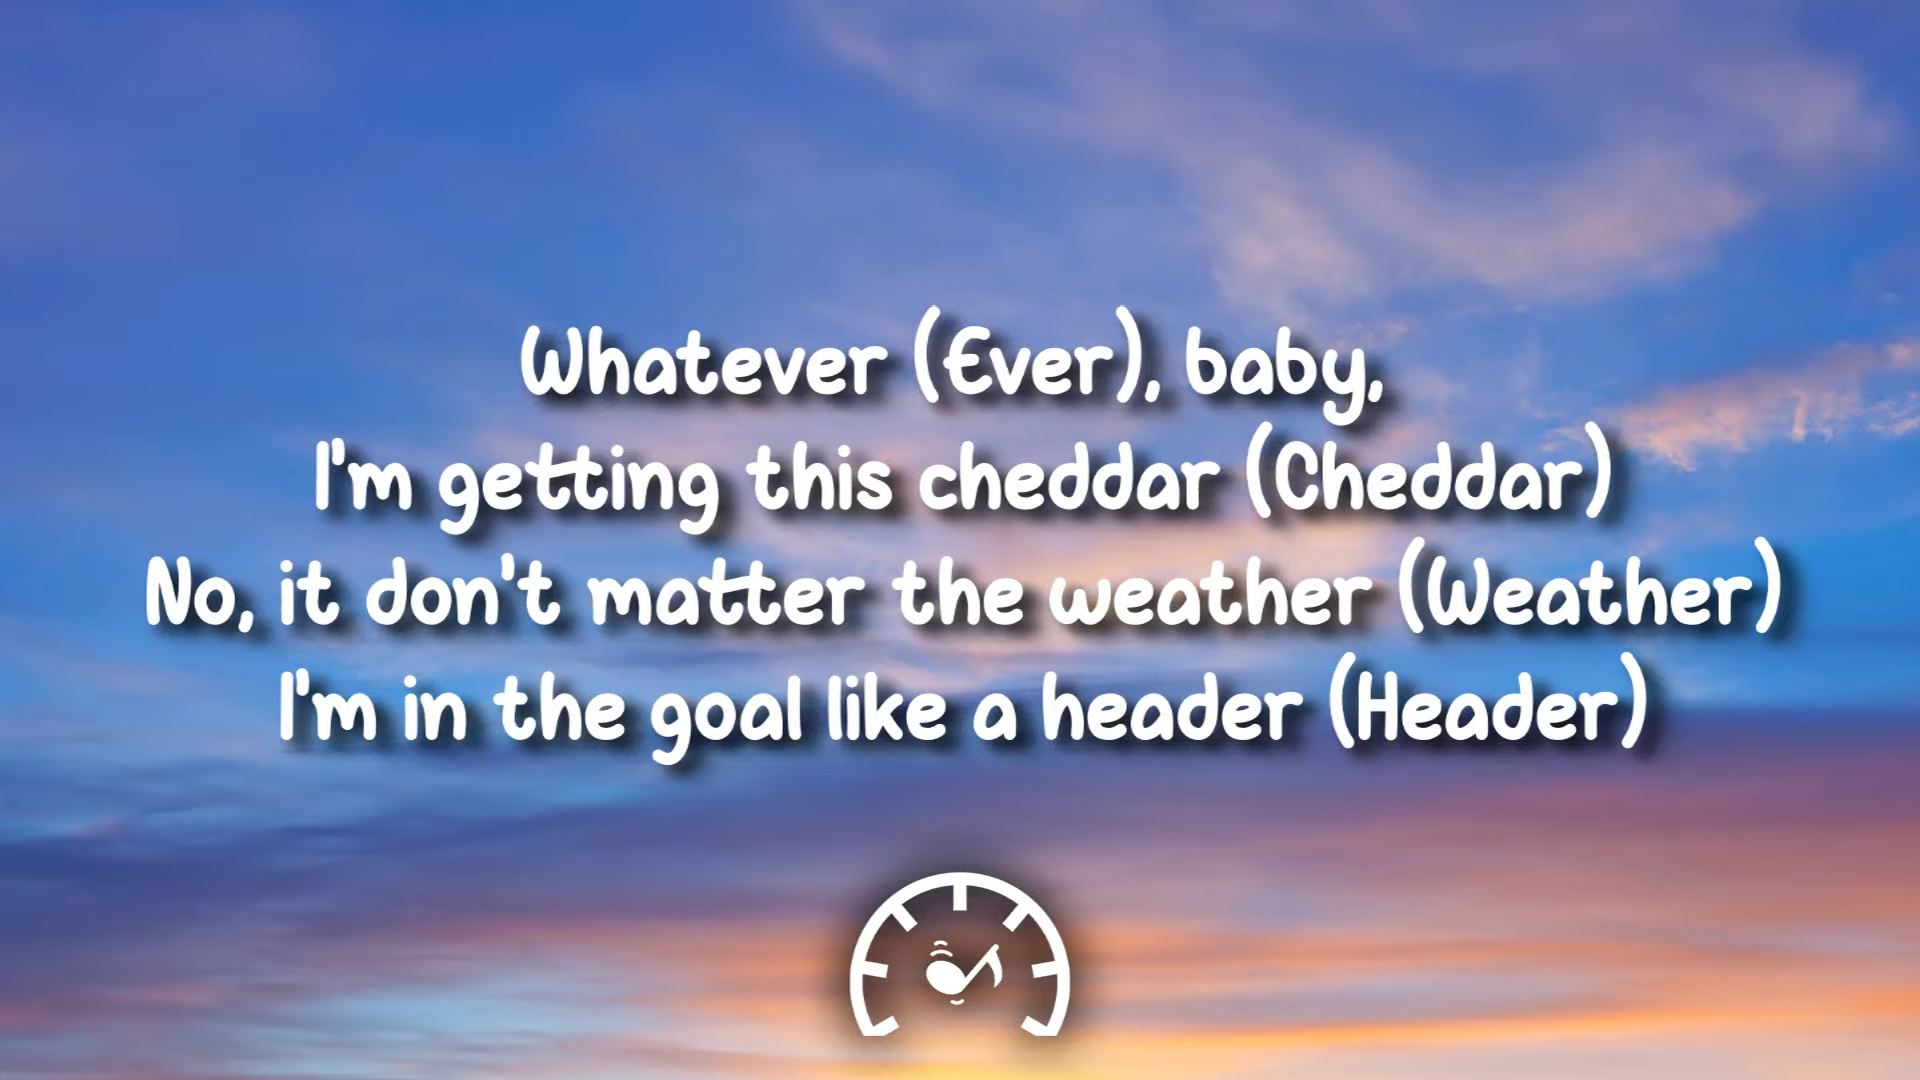 Whatever (Ever), baby,
I'm getting this cheddar (Cheddar)
No, it don't matter the weather (Weather)
I'm in the goal like a header (Header)